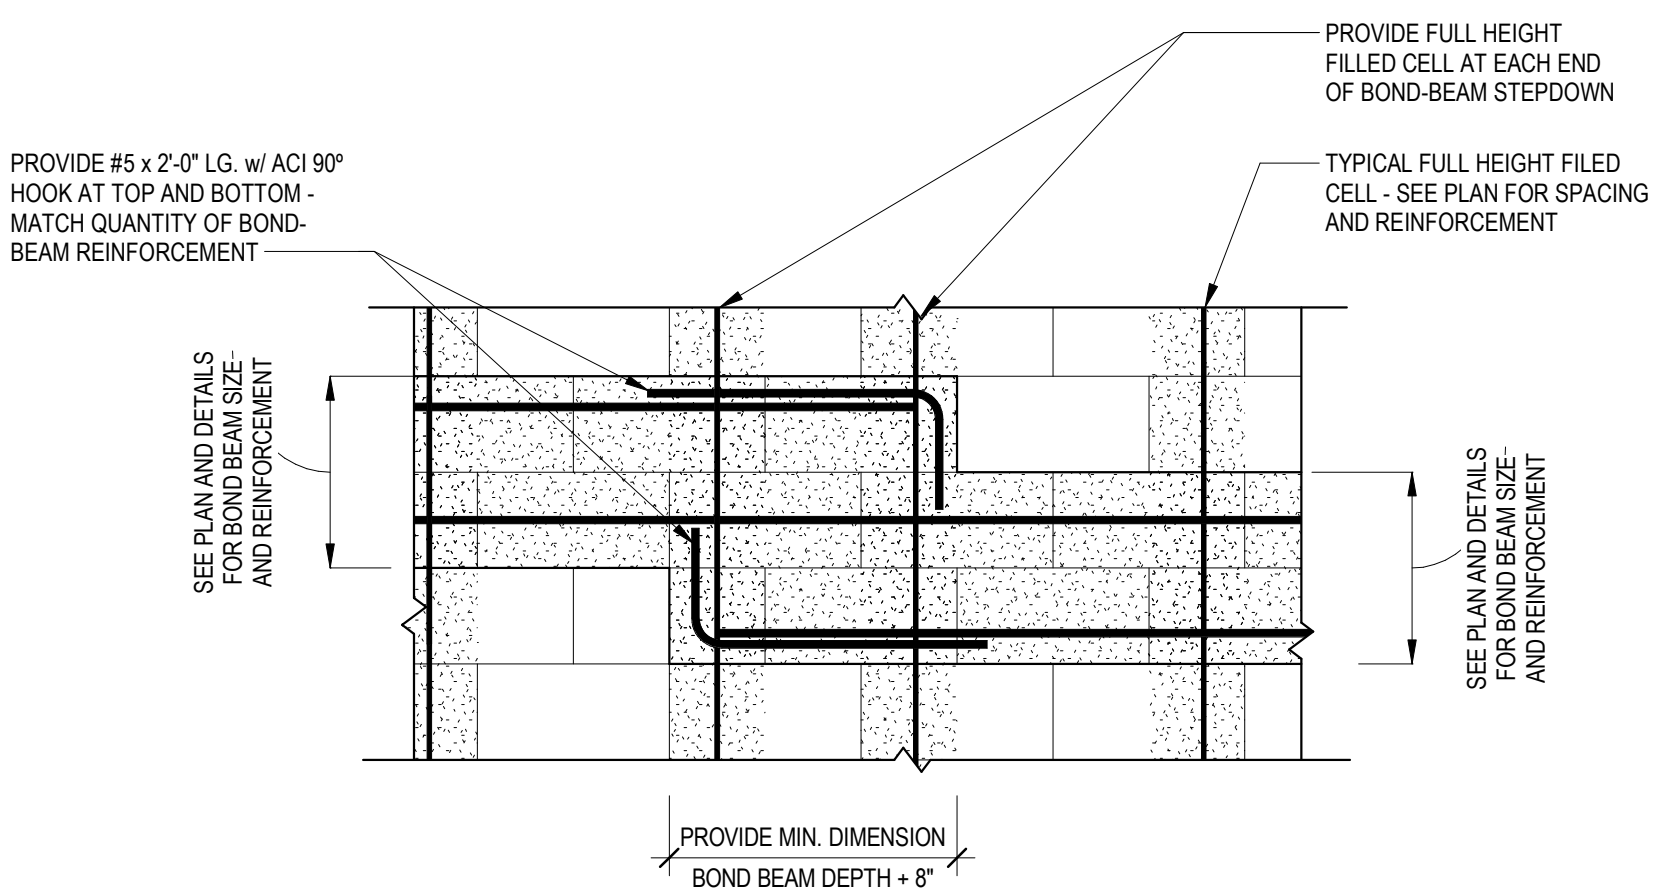 PROVIDE FULL HEIGHT
FILLED CELL AT EACH END
OF BOND-BEAM STEPDOWN
PROVIDE #5 x 2'-0" LG. w/ ACI 90º
HOOK AT TOP AND BOTTOM -
MATCH QUANTITY OF BOND-
BEAM REINFORCEMENT
TYPICAL FULL HEIGHT FILED
CELL - SEE PLAN FOR SPACING
AND REINFORCEMENT
SEE PLAN AND DETAILS
FOR BOND BEAM SIZE
AND REINFORCEMENT
SEE PLAN AND DETAILS
FOR BOND BEAM SIZE
AND REINFORCEMENT
PROVIDE MIN. DIMENSION
BOND BEAM DEPTH + 8"